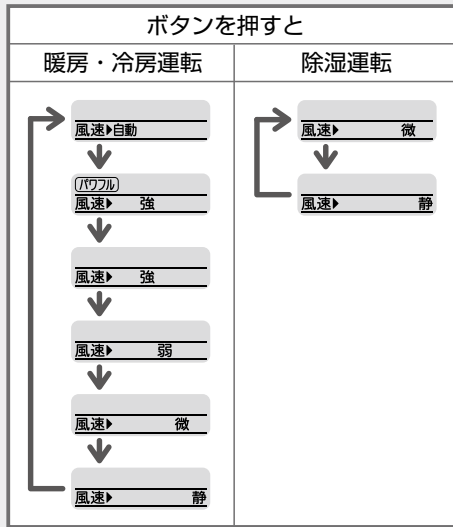 ボタンを押すと
暖房・冷房運転
風速▶自動
パワフル
風速▶ 強
風速▶ 強
風速▶ 弱
風速▶ 微
風速▶ 静
除湿運転
風速▶ 微
風速▶ 静